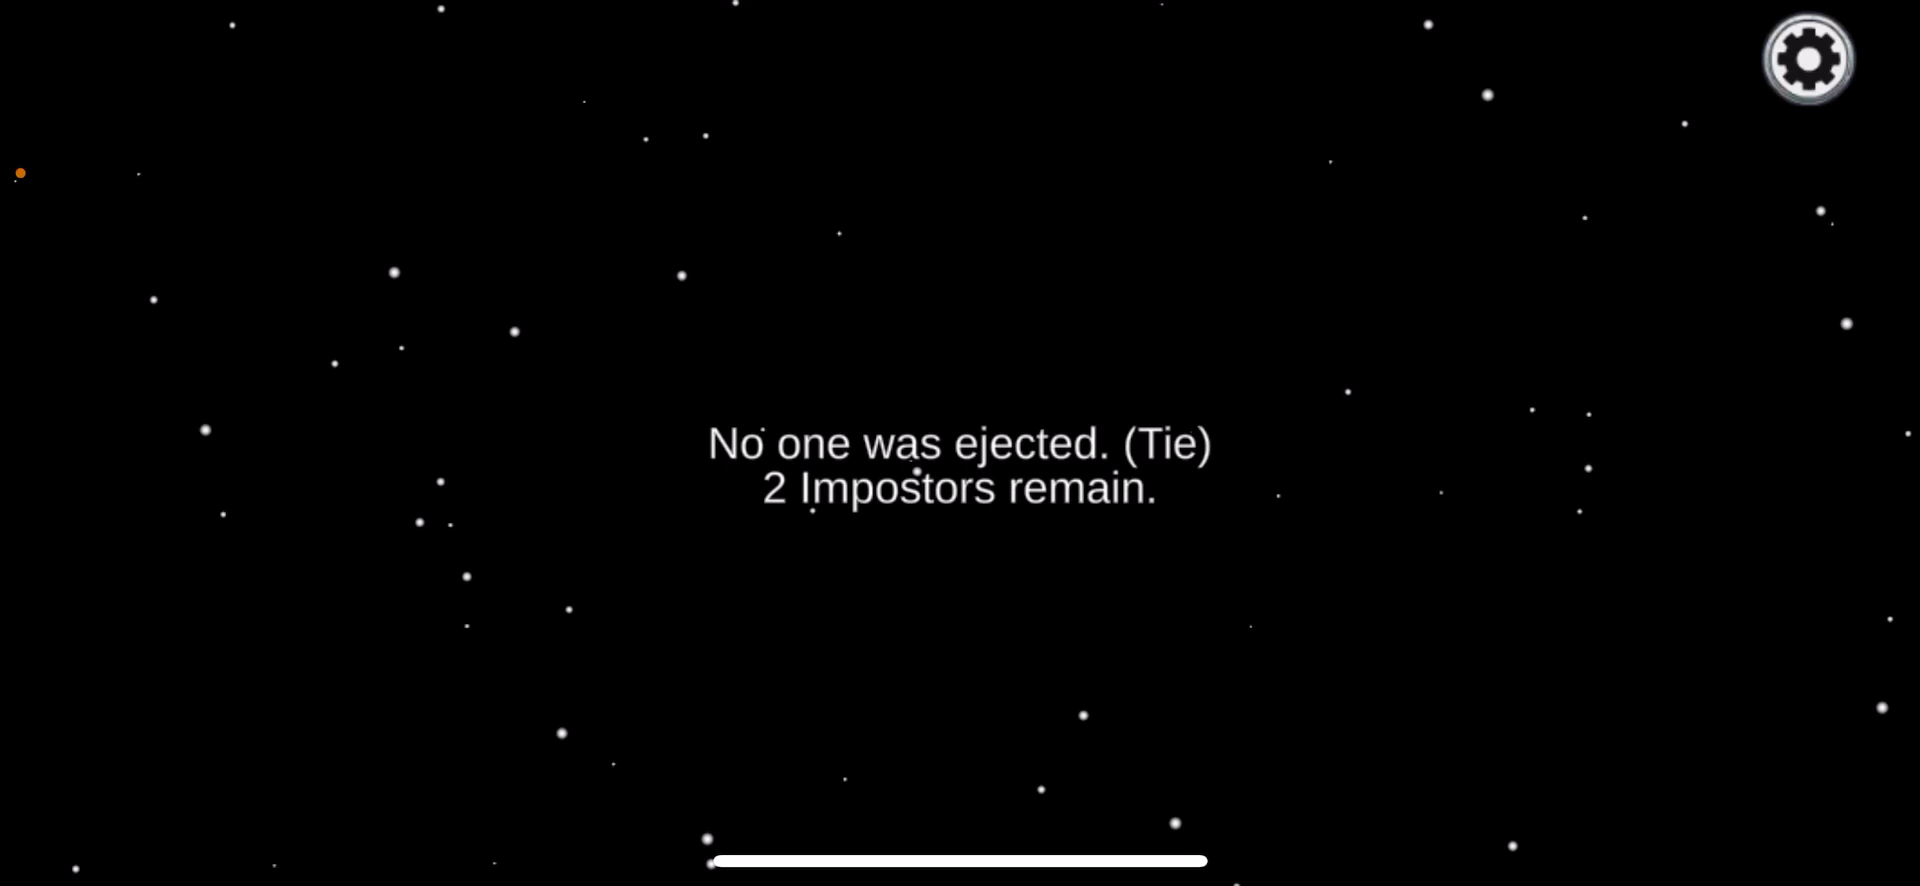 No one was ejected. (Tie)
2 Impostors remain.